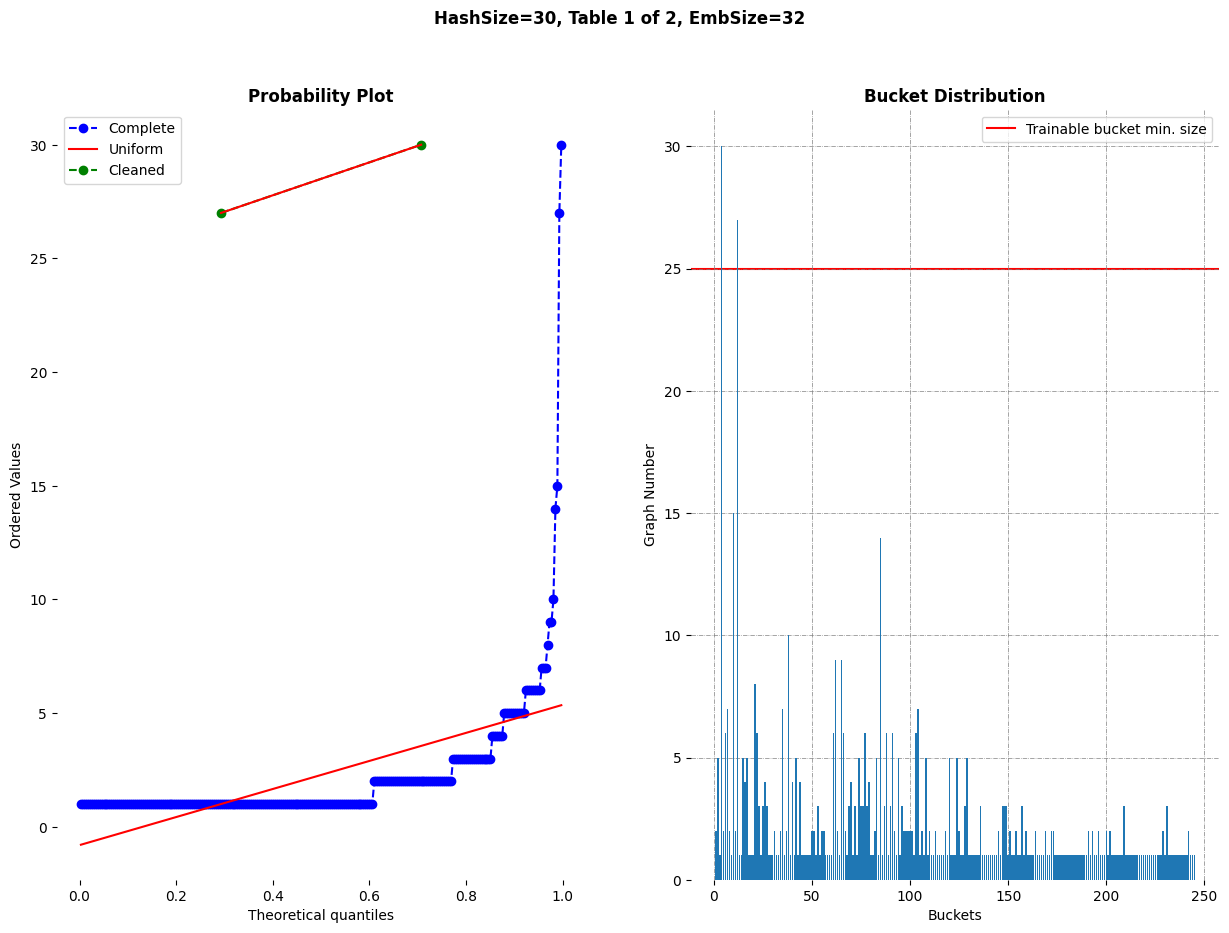 HashSize=30, Table 1 of 2, EmbSize=32
Probability Plot
Complete
Uniform
Cleaned
30
25
20
15
10
5
0
Ordered Values
0.0 0.2 0.4 0.6 0.8 1.0
Theoretical quantiles
Bucket Distribution
Trainable bucket min. size
30
25
20
15
10
5
0
Graph Number
0 50 100 150 200 250
Buckets